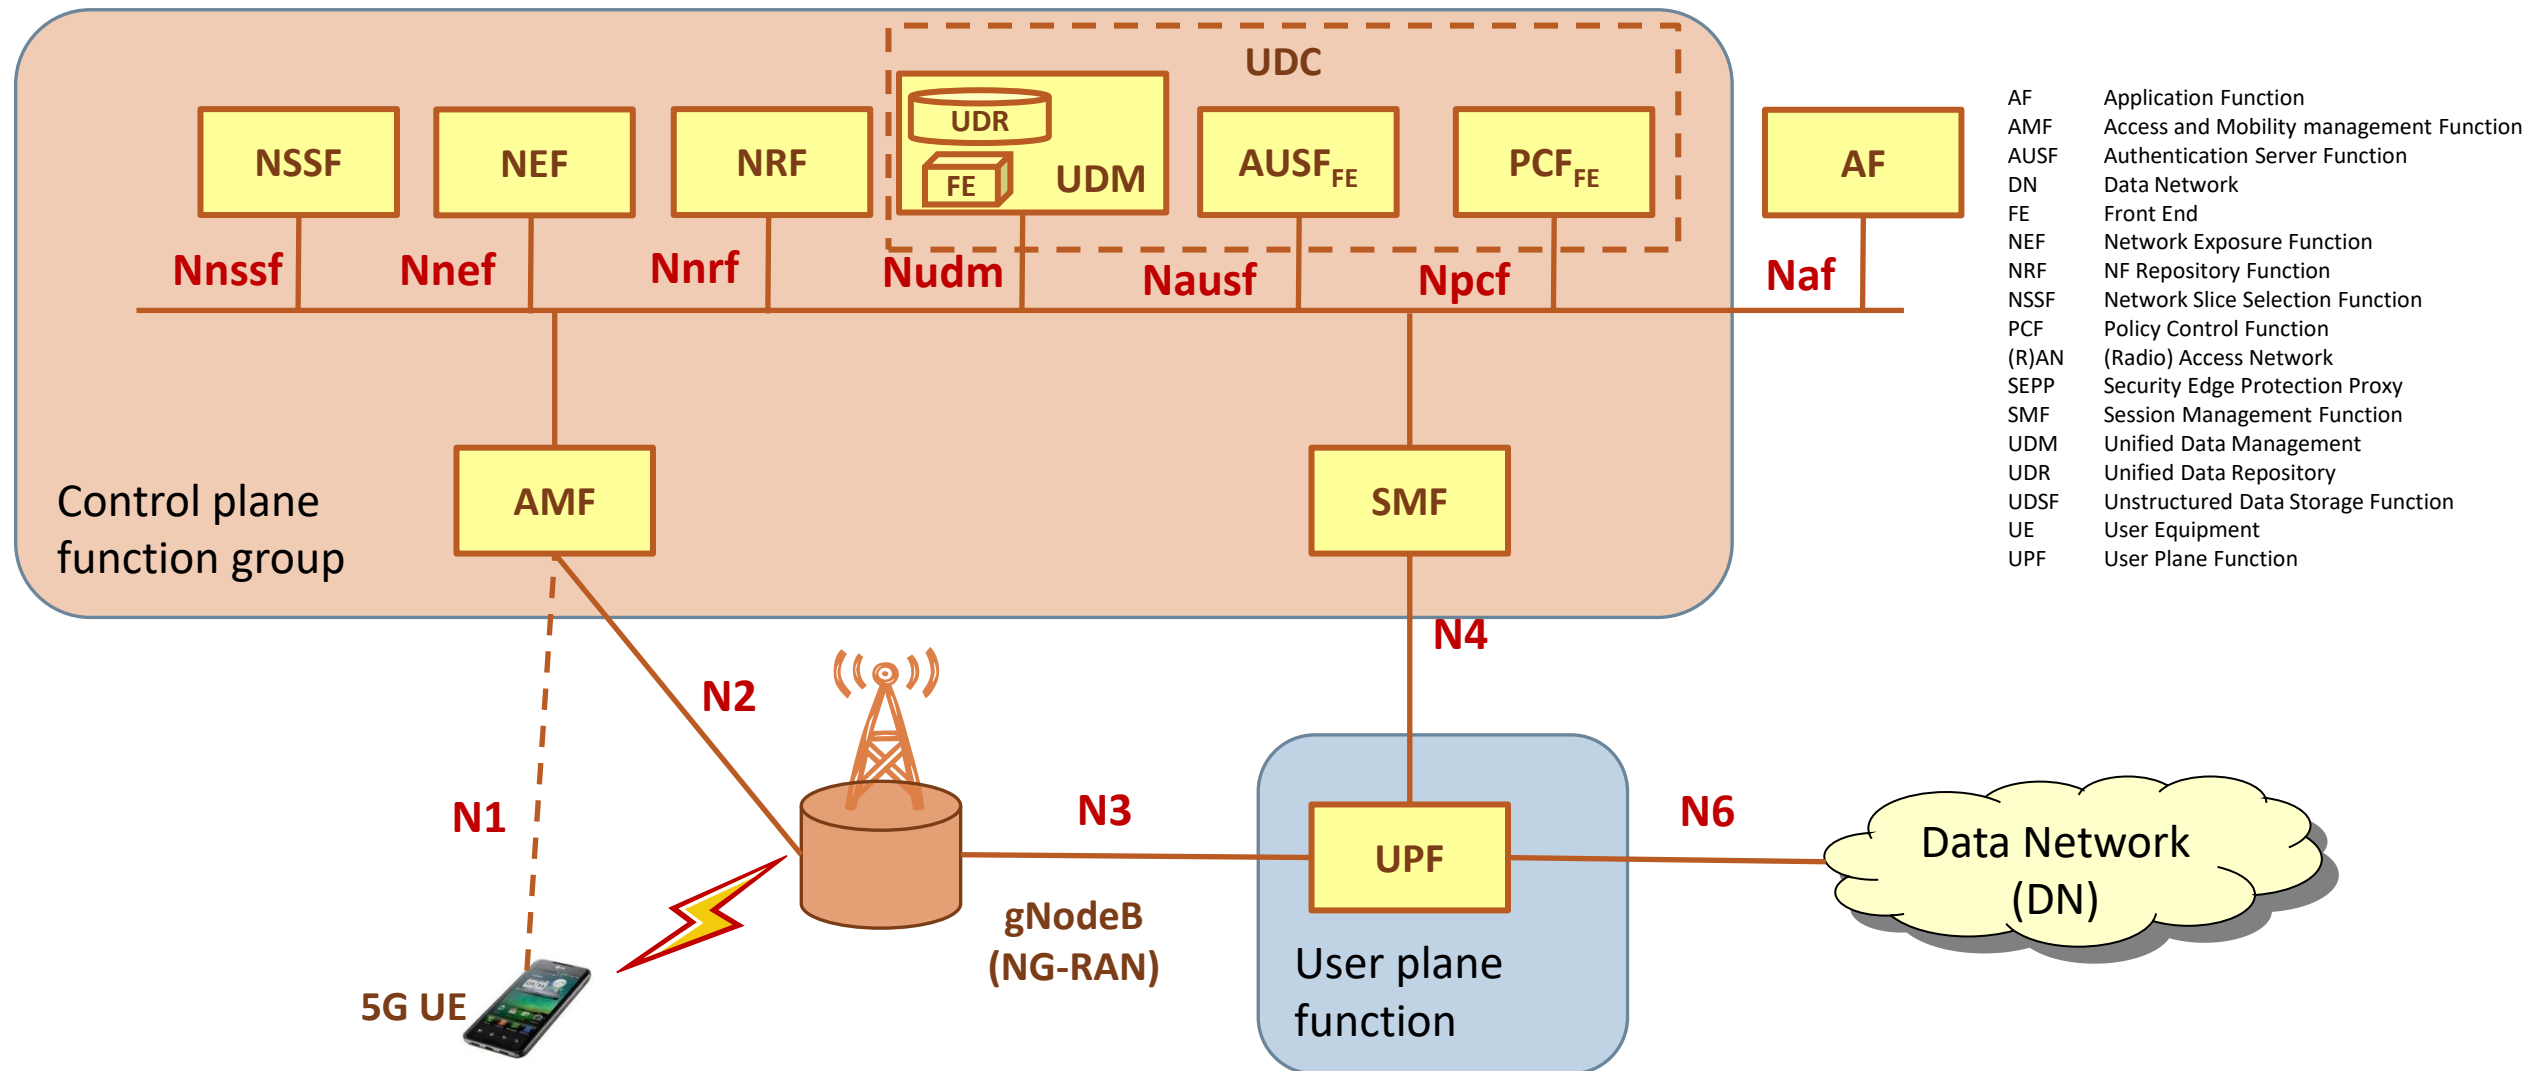 UDC
UDR
FE
UDM
NSSF
NEF
NRF
AUSF FE
PCF FE
AF
Nnssf
Nnef
Nnrf
Nudm
Nausf
Npcf
Naf
AF Application Function
AMF Access and Mobility management Function
AUSF Authentication Server Function
DN Data Network
FE Front End
NEF Network Exposure Function
NRF NF Repository Function
NSSF Network Slice Selection Function
PCF Policy Control Function
(R)AN (Radio) Access Network
SEPP Security Edge Protection Proxy
SMF Session Management Function
UDM Unified Data Management
UDR Unified Data Repository
UDSF Unstructured Data Storage Function
UE User Equipment
UPF User Plane Function
Control plane
function group
AMF
SMF
N4
N2
N1
N3
N6
UPF
Data Network
(DN)
gNodeB
(NG-RAN)
User plane
function
5G UE